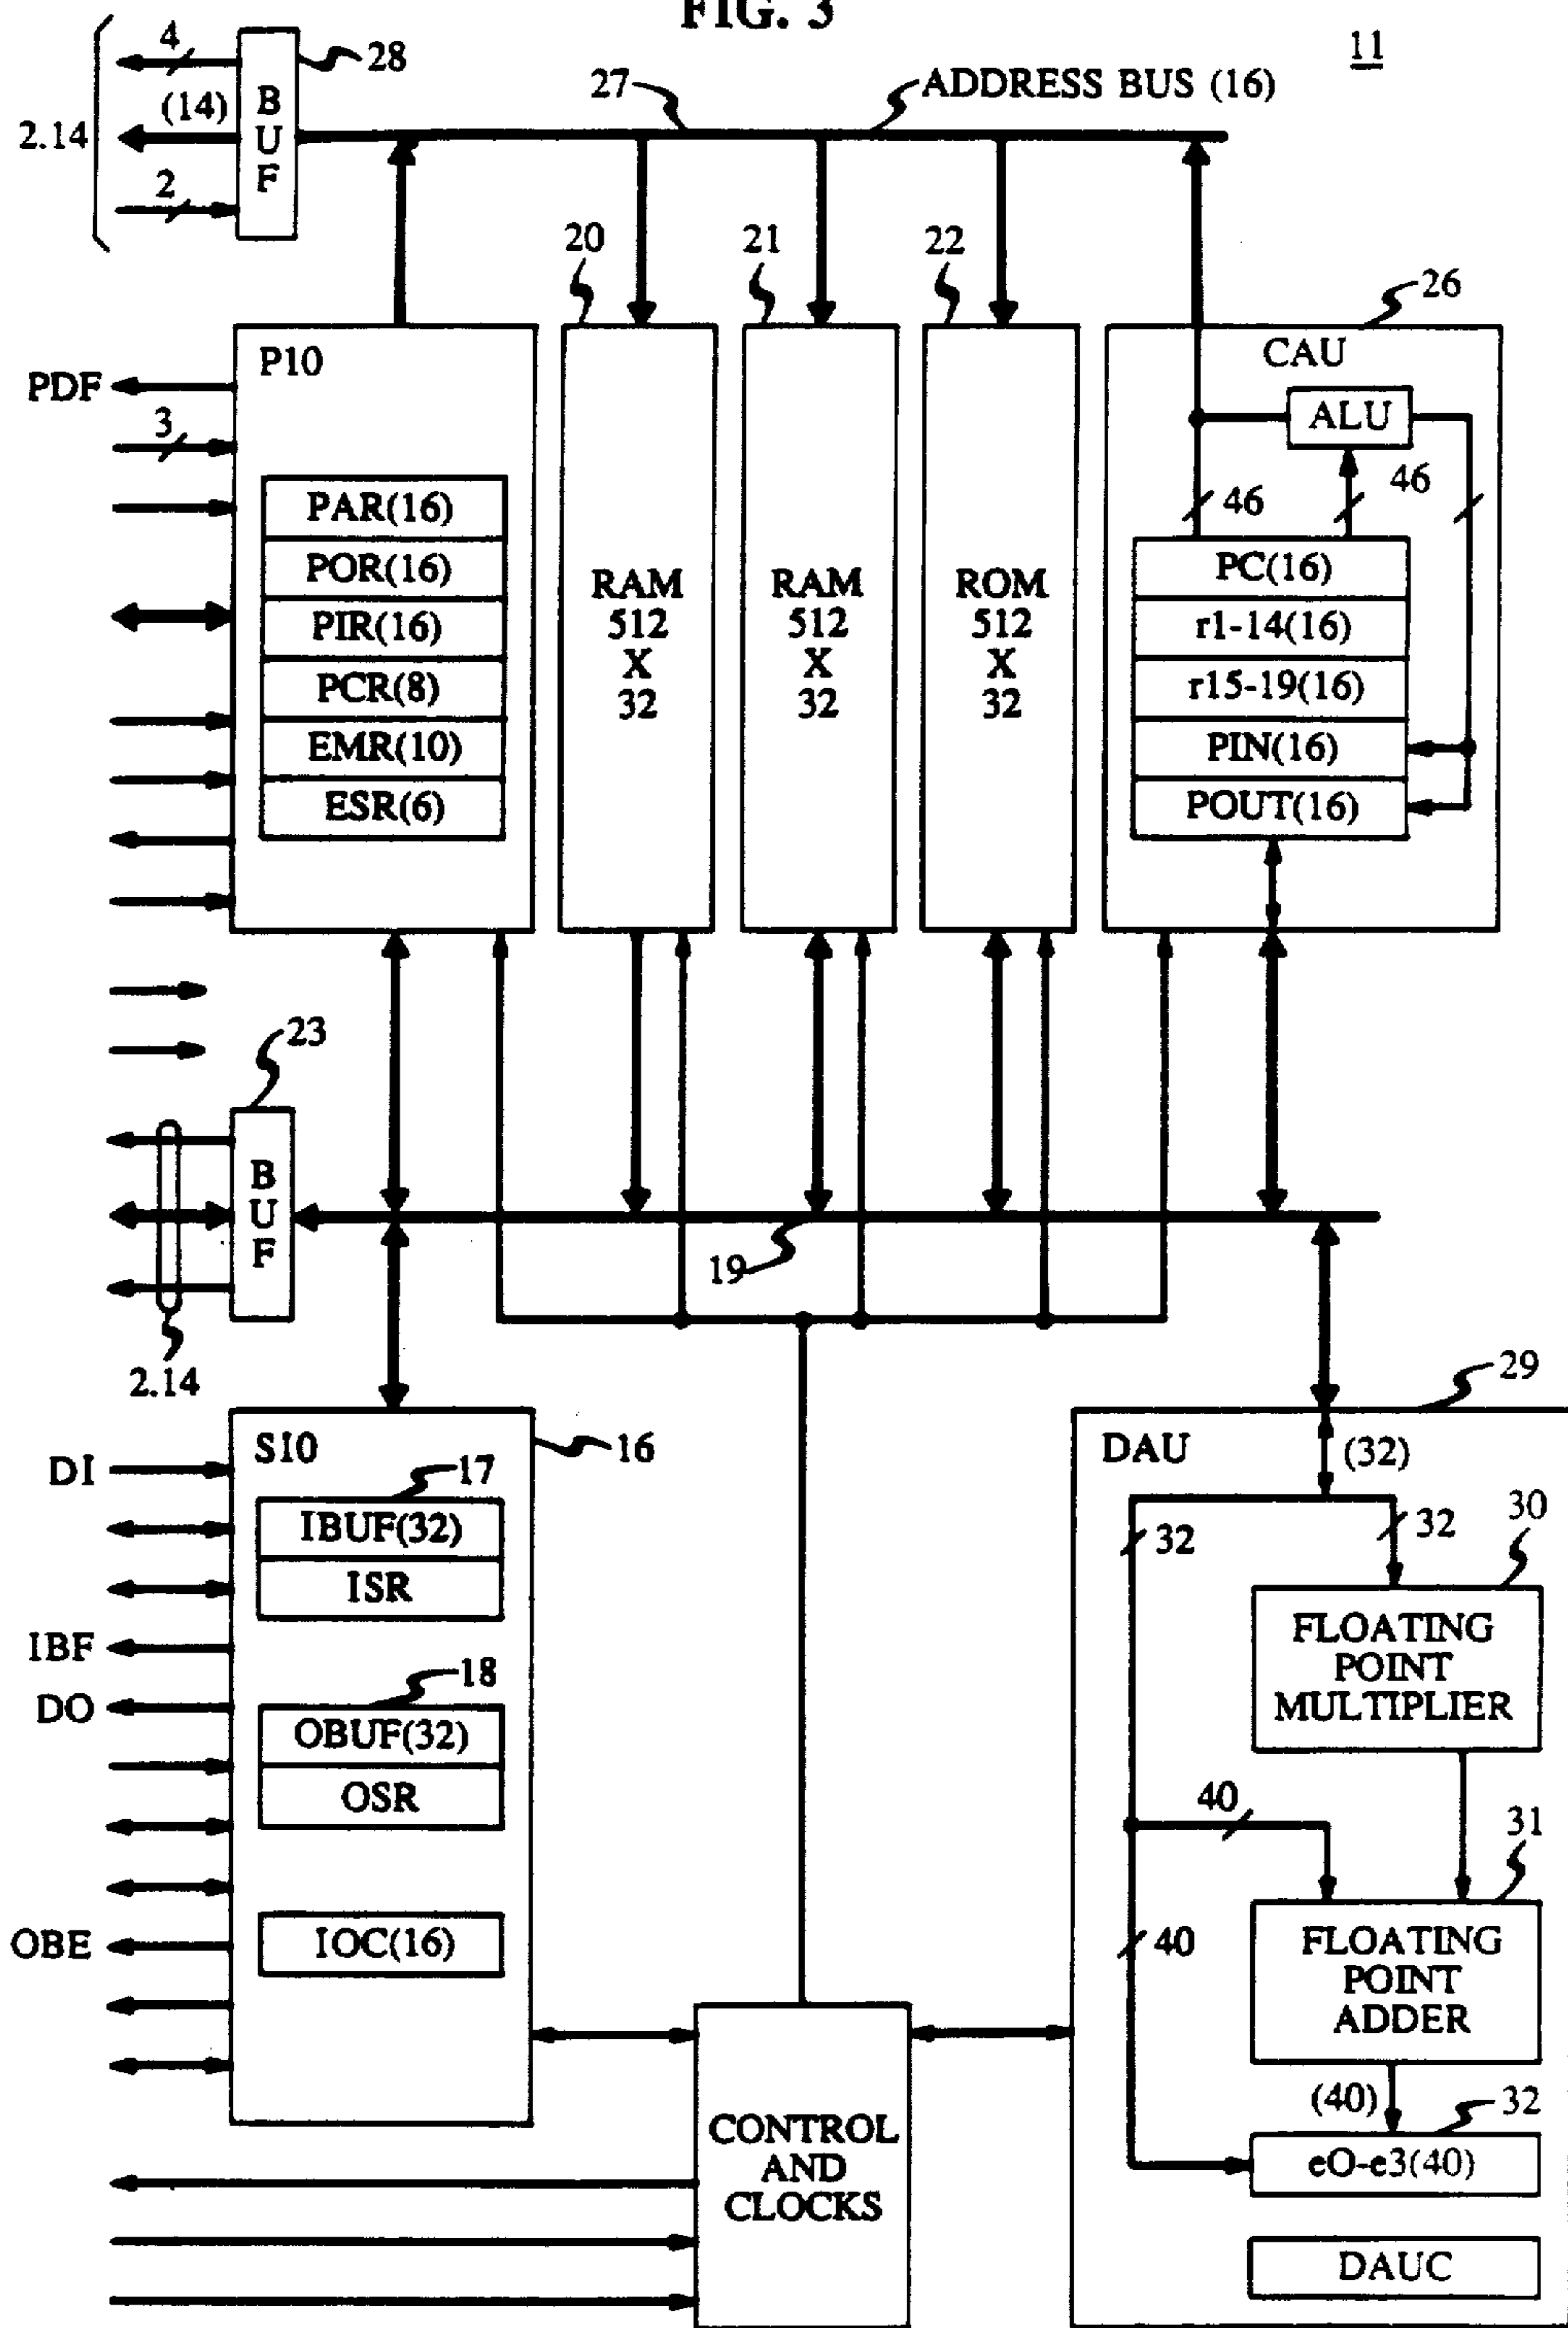 FIG. 3
11
4
28
(14)
2.14
2
BUF
27
ADDRESS BUS (16)
20
21
22
26
P10
PDF
3
PAR(16)
POR(16)
PIR(16)
PCR(8)
EMR(10)
ESR(6)
RAM
512
X
32
RAM
512
X
32
ROM
512
X
32
CAU
ALU
46
46
PC(16)
r1-14(16)
r15-19(16)
PIN(16)
POUT(16)
23
BUF
2.14
19
SI0
16
DI
17
IBUF(32)
ISR
IBF
DO
18
OBUF(32)
OSR
OBE
IOC(16)
CONTROL
AND
CLOCKS
29
DAU
(32)
32
32
30
FLOATING
POINT
MULTIPLIER
40
31
40
FLOATING
POINT
ADDER
(40)
32
eO-e3(40)
DAUC